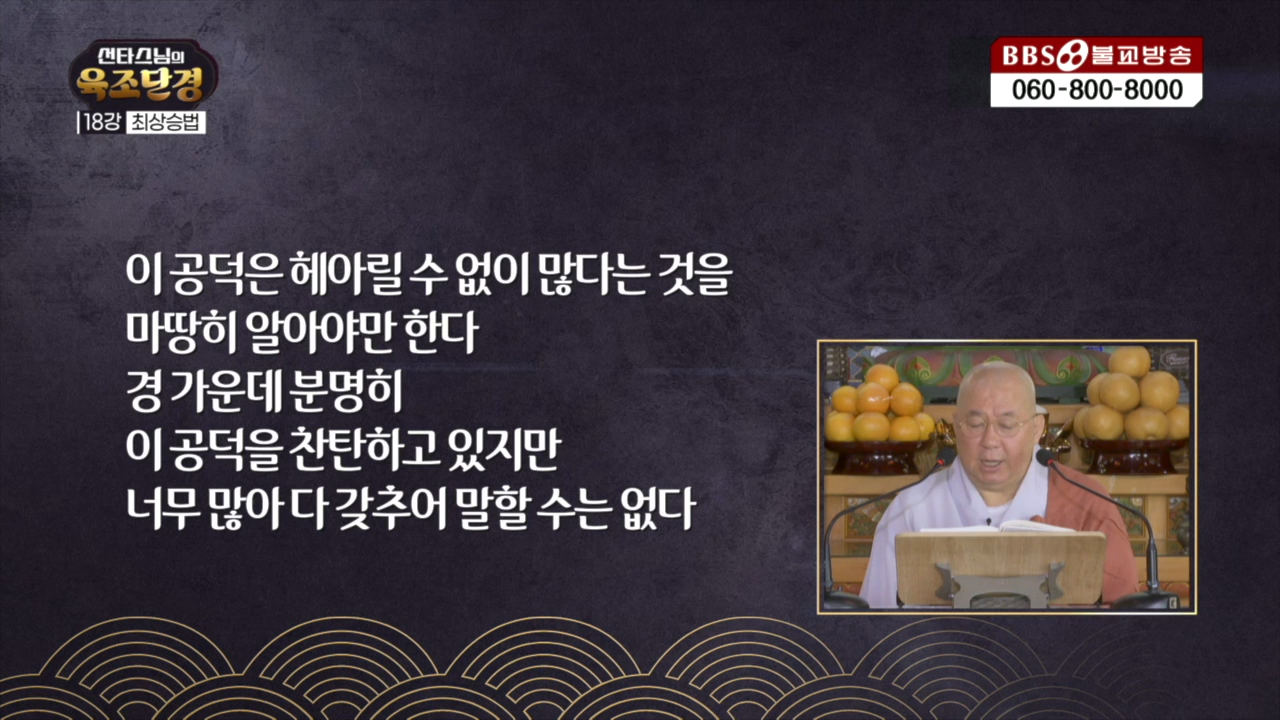 선타스님의
육조단경
18강 최상승법
BBS 불교방송
060-800-8000
이 공덕은 헤아릴 수 없이 많다는 것을
마땅히 알아야만 한다
경 가운데 분명히
이 공덕을 찬탄하고 있지만
너무 많아 다 갖추어 말할 수는 없다